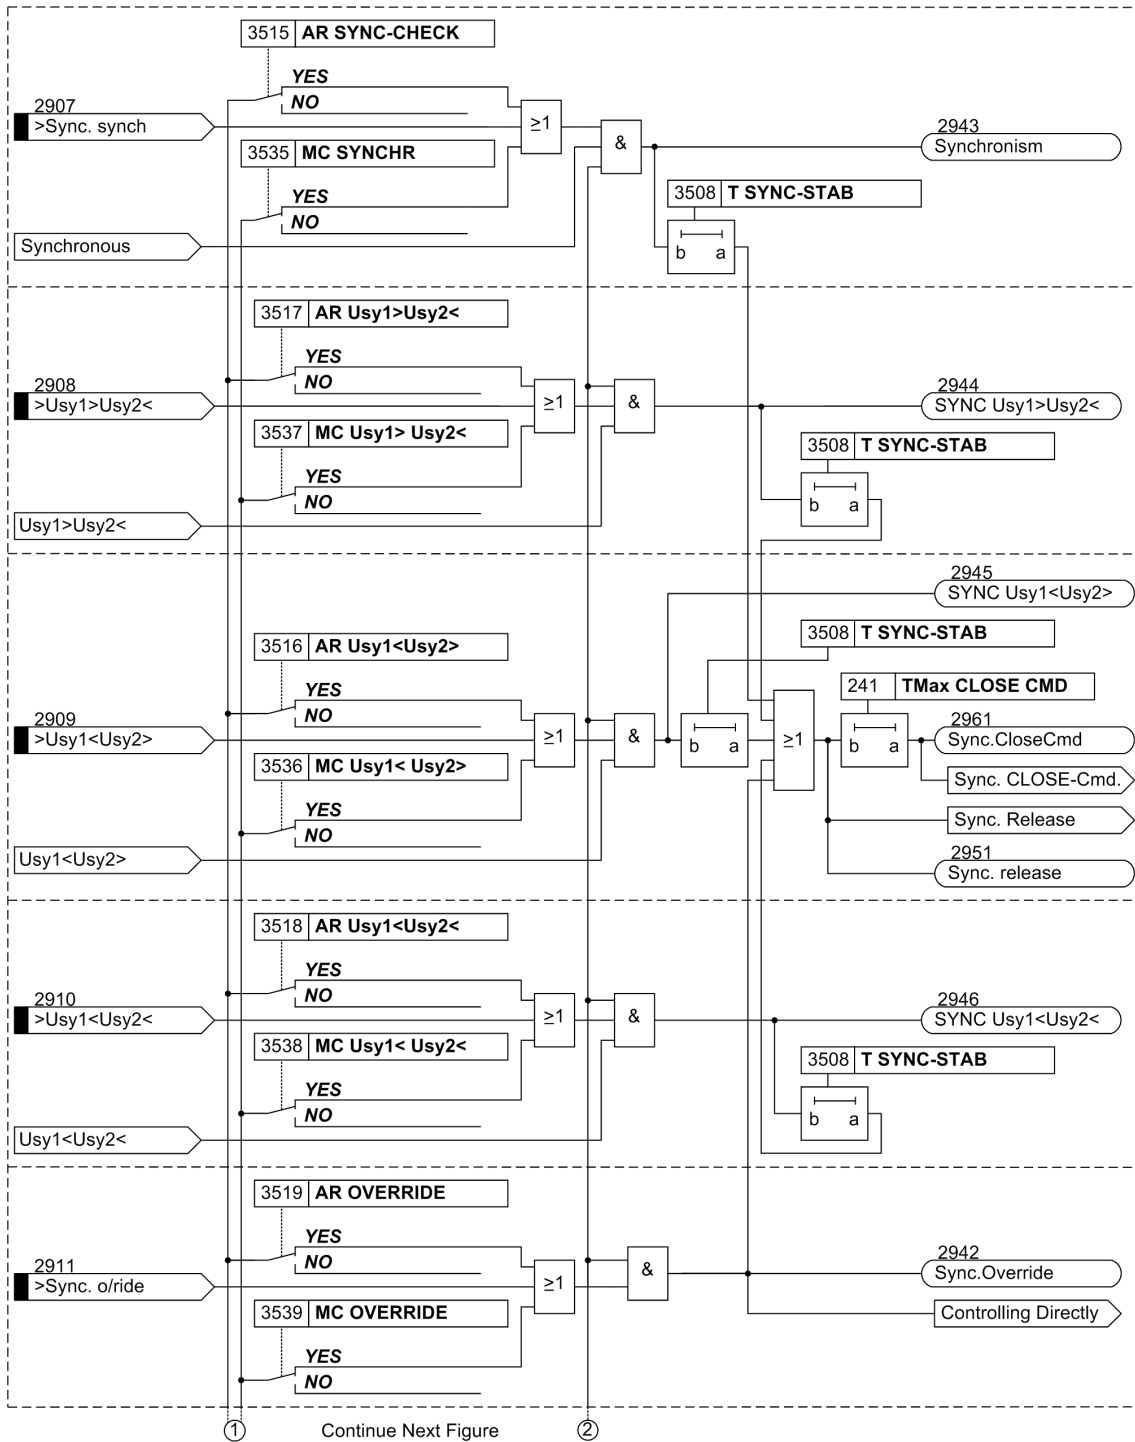 3515 AR SYNC-CHECK
YES
NO
2907
>Sync. synch
≥1
&
3535 MC SYNCHR
2943
Synchronism
YES
NO
3508 T SYNC-STAB
Synchronous
b a
3517 AR Usy1>Usy2<
YES
NO
2908
>Usy1>Usy2<
≥1
&
2944
SYNC Usy1>Usy2<
3537 MC Usy1> Usy2<
3508 T SYNC-STAB
YES
NO
b a
Usy1>Usy2<
2945
SYNC Usy1<Usy2>
3516 AR Usy1<Usy2>
3508 T SYNC-STAB
YES
NO
241 TMax CLOSE CMD
2909
>Usy1<Usy2>
≥1
&
b a
≥1
b a
2961
Sync.CloseCmd
3536 MC Usy1< Usy2>
Sync. CLOSE-Cmd.
YES
NO
Sync. Release
Usy1<Usy2>
2951
Sync. release
3518 AR Usy1<Usy2<
YES
NO
2910
>Usy1<Usy2<
≥1
&
2946
SYNC Usy1<Usy2<
3538 MC Usy1< Usy2<
3508 T SYNC-STAB
YES
NO
b a
Usy1<Usy2<
3519 AR OVERRIDE
YES
NO
2911
>Sync. o/ride
≥1
&
2942
Sync.Override
3539 MC OVERRIDE
Controlling Directly
YES
NO
1 Continue Next Figure 2